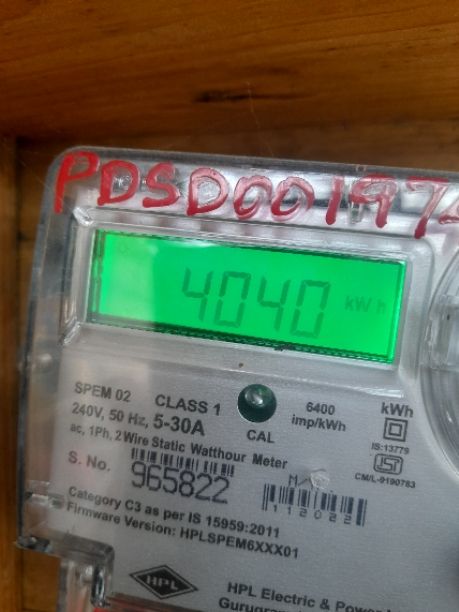 PDSD001972
4040 kWh
SPEM 02 CLASS 1 6400 kWh
240V, 50 Hz, 5-30A imp/kWh
ac, 1Ph, 2 Wire Static Watthour Meter CAL
IS:13779
S. No. 965822
CM/L-9190783
112022
Category C3 as per IS 15959:2011
Firmware Version: HPLSPEM6XXX01
HPL
HPL Electric &